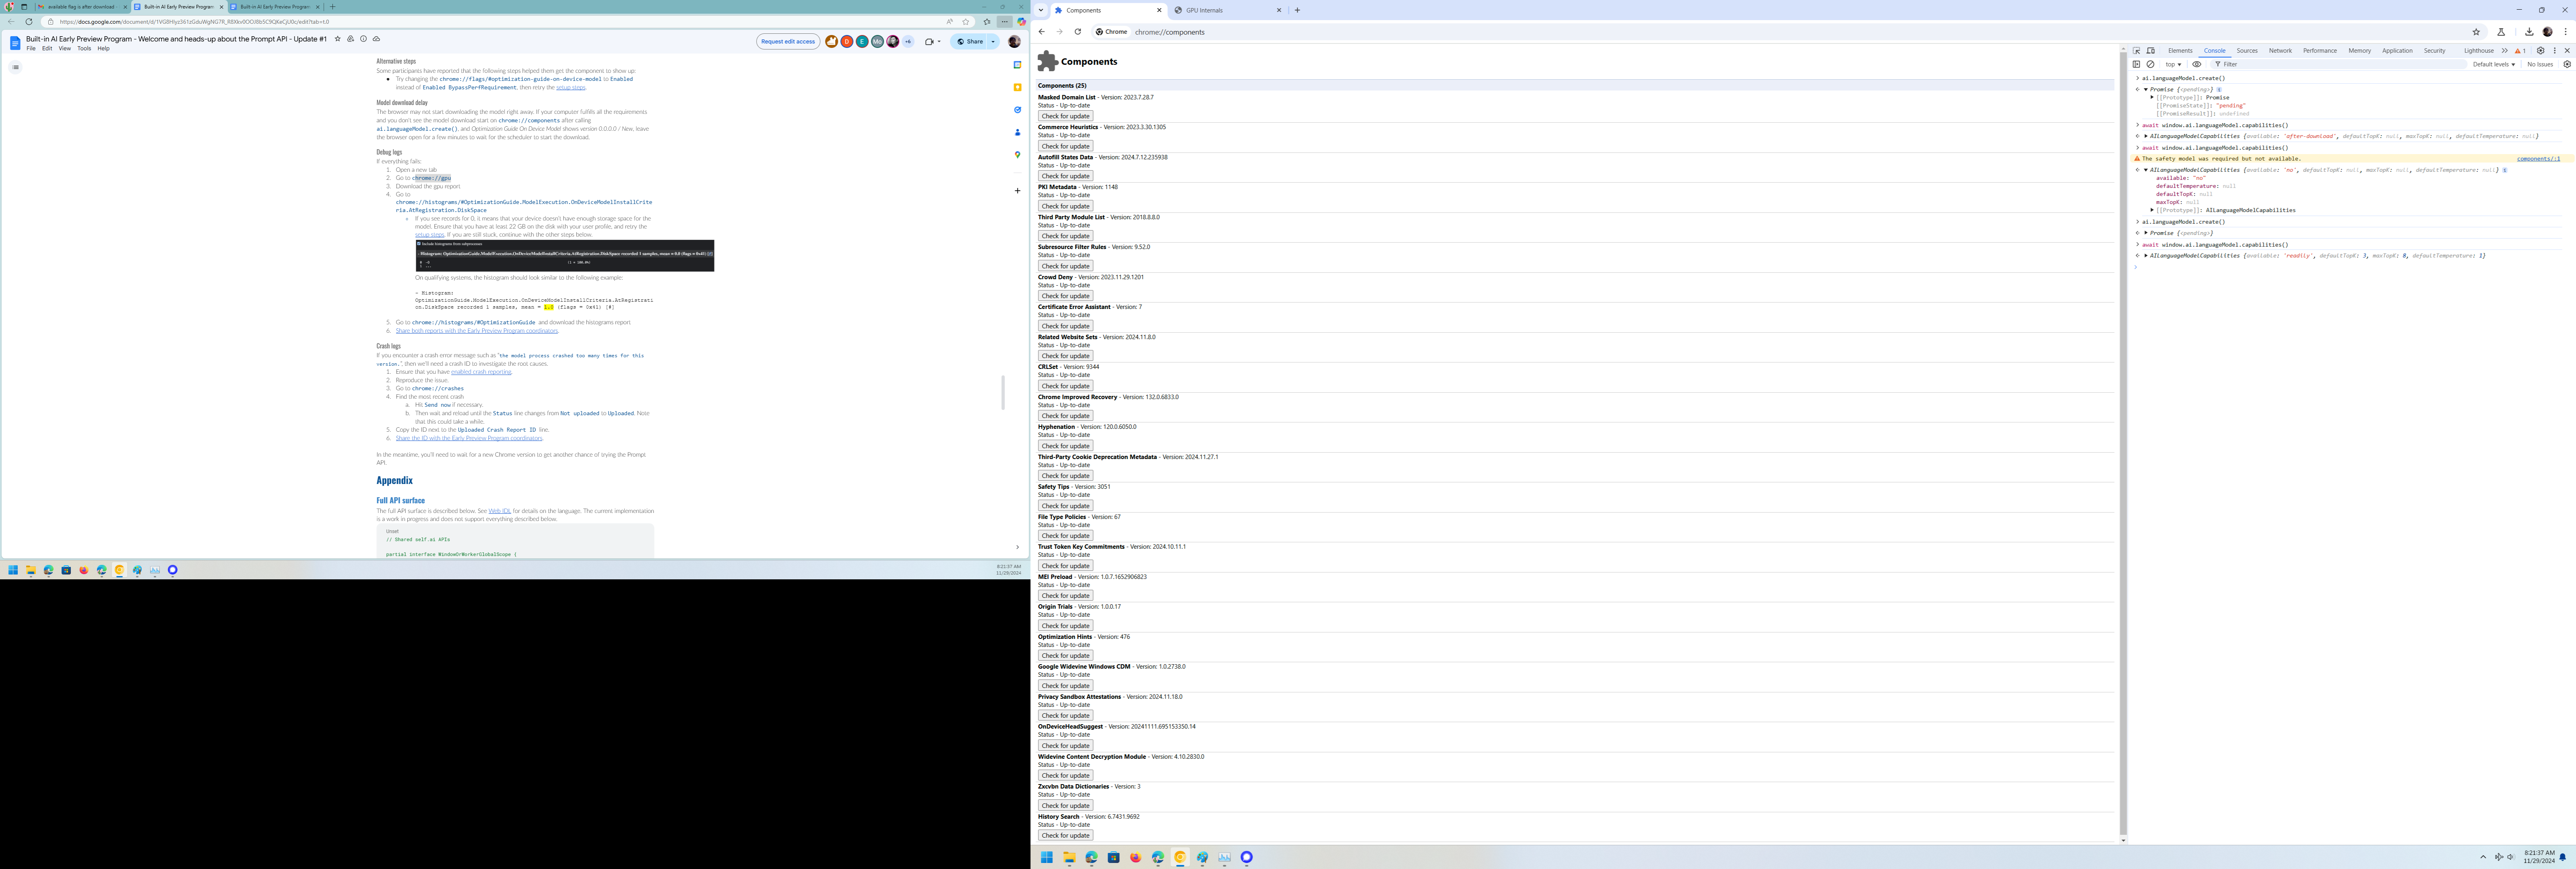 available flag is after-download
Built-in AI Early Preview Program
Built-in AI Early Preview Program
https://docs.google.com/document/d/
Built-in AI Early Preview Program - Welcome and heads-up about the Prompt API - Update #1
File Edit View Tools Help
Request edit access
D
E
+6
Share
Alternative steps
Some participants have reported that the following steps helped them get the component to show up:
Try changing the chrome://flags/#optimization-guide-on-device-model to Enabled
instead of Enabled BypassPerfRequirement, then retry the setup steps.
Model download delay
The browser may not start downloading the model right away. If your computer fulfills all the requirements
and you don't see the model download start on chrome://components after calling
ai.languageModel.create(), and Optimization Guide On Device Model shows version 0.0.0.0 / New, leave
the browser open for a few minutes to wait for the scheduler to start the download.
Debug logs
If everything fails:
1. Open a new tab
2. Go to chrome://gpu
3. Download the gpu report
4. Go to
chrome://histograms/#OptimizationGuide.ModelExecution.OnDeviceModelInstallCrite
ria.AtRegistration.DiskSpace
If you see records for 0, it means that your device doesn't have enough storage space for the
model. Ensure that you have at least 22 GB on the disk with your user profile, and retry the
setup steps. If you are still stuck, continue with the other steps below.
Include histograms from subprocesses
- Histogram: OptimizationGuide.ModelExecution.OnDeviceModelInstallCriteria.AtRegistration.DiskSpace recorded 1 samples, mean = 0.0 (flags = 0x41) [#]
On qualifying systems, the histogram should look similar to the following example:
- Histogram:
OptimizationGuide.ModelExecution.OnDeviceModelInstallCriteria.AtRegistrati
on.DiskSpace recorded 1 samples, mean = 1.0 (flags = 0x41) [#]
5. Go to chrome://histograms/#OptimizationGuide and download the histograms report
6. Share both reports with the Early Preview Program coordinators.
Crash logs
If you encounter a crash error message such as "the model process crashed too many times for this
version.", then we'll need a crash ID to investigate the root causes.
1. Ensure that you have enabled crash reporting.
2. Reproduce the issue.
3. Go to chrome://crashes
4. Find the most recent crash
a. Hit Send now if necessary.
b. Then wait and reload until the Status line changes from Not uploaded to Uploaded. Note
that this could take a while.
5. Copy the ID next to the Uploaded Crash Report ID line.
6. Share the ID with the Early Preview Program coordinators.
In the meantime, you'll need to wait for a new Chrome version to get another chance of trying the Prompt
API.
Appendix
Full API surface
The full API surface is described below. See Web IDL for details on the language. The current implementation
is a work in progress and does not support everything described below.
Unset
// Shared self.ai APIs
partial interface WindowOrWorkerGlobalScope {
8:21:37 AM
11/29/2024
Components
GPU Internals
Chrome chrome://components
Components
Components (25)
Masked Domain List - Version: 2023.7.28.7
Status - Up-to-date
Check for update
Commerce Heuristics - Version: 2023.3.30.1305
Status - Up-to-date
Check for update
Autofill States Data - Version: 2024.7.12.235938
Status - Up-to-date
Check for update
PKI Metadata - Version: 1148
Status - Up-to-date
Check for update
Third Party Module List - Version: 2018.8.8.0
Status - Up-to-date
Check for update
Subresource Filter Rules - Version: 9.52.0
Status - Up-to-date
Check for update
Crowd Deny - Version: 2023.11.29.1201
Status - Up-to-date
Check for update
Certificate Error Assistant - Version: 7
Status - Up-to-date
Check for update
Related Website Sets - Version: 2024.11.8.0
Status - Up-to-date
Check for update
CRLSet - Version: 9344
Status - Up-to-date
Check for update
Chrome Improved Recovery - Version: 132.0.6833.0
Status - Up-to-date
Check for update
Hyphenation - Version: 120.0.6050.0
Status - Up-to-date
Check for update
Third-Party Cookie Deprecation Metadata - Version: 2024.11.27.1
Status - Up-to-date
Check for update
Safety Tips - Version: 3051
Status - Up-to-date
Check for update
File Type Policies - Version: 67
Status - Up-to-date
Check for update
Trust Token Key Commitments - Version: 2024.10.11.1
Status - Up-to-date
Check for update
MEI Preload - Version: 1.0.7.1652906823
Status - Up-to-date
Check for update
Origin Trials - Version: 1.0.0.17
Status - Up-to-date
Check for update
Optimization Hints - Version: 476
Status - Up-to-date
Check for update
Google Widevine Windows CDM - Version: 1.0.2738.0
Status - Up-to-date
Check for update
Privacy Sandbox Attestations - Version: 2024.11.18.0
Status - Up-to-date
Check for update
OnDeviceHeadSuggest - Version: 20241111.695153350.14
Status - Up-to-date
Check for update
Widevine Content Decryption Module - Version: 4.10.2830.0
Status - Up-to-date
Check for update
Zxcvbn Data Dictionaries - Version: 3
Status - Up-to-date
Check for update
History Search - Version: 6.7431.9692
Status - Up-to-date
Check for update
Elements Console Sources Network Performance Memory Application Security Lighthouse 1
top Filter Default levels No Issues
ai.languageModel.create()
Promise {<pending>}
[[Prototype]]: Promise
[[PromiseState]]: "pending"
[[PromiseResult]]: undefined
await window.ai.languageModel.capabilities()
AILanguageModelCapabilities {available: 'after-download', defaultTopK: null, maxTopK: null, defaultTemperature: null}
await window.ai.languageModel.capabilities()
The safety model was required but not available. components/:1
AILanguageModelCapabilities {available: 'no', defaultTopK: null, maxTopK: null, defaultTemperature: null}
available: "no"
defaultTemperature: null
defaultTopK: null
maxTopK: null
[[Prototype]]: AILanguageModelCapabilities
ai.languageModel.create()
Promise {<pending>}
await window.ai.languageModel.capabilities()
AILanguageModelCapabilities {available: 'readily', defaultTopK: 3, maxTopK: 8, defaultTemperature: 1}
8:21:37 AM
11/29/2024